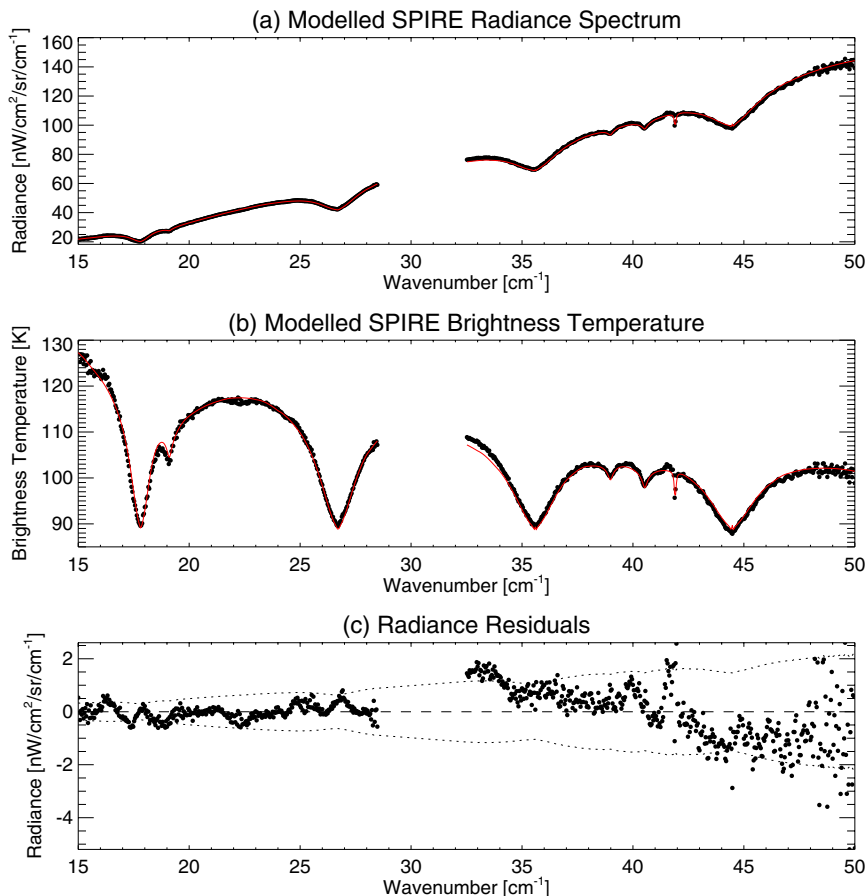 (a) Modelled SPIRE Radiance Spectrum
Radiance [nW/cm²/sr/cm⁻¹]
160
140
120
100
80
60
40
20
15 20 25 30 35 40 45 50
Wavenumber [cm⁻¹]
(b) Modelled SPIRE Brightness Temperature
Brightness Temperature [K]
130
120
110
100
90
15 20 25 30 35 40 45 50
Wavenumber [cm⁻¹]
(c) Radiance Residuals
Radiance [nW/cm²/sr/cm⁻¹]
2
0
-2
-4
15 20 25 30 35 40 45 50
Wavenumber [cm⁻¹]